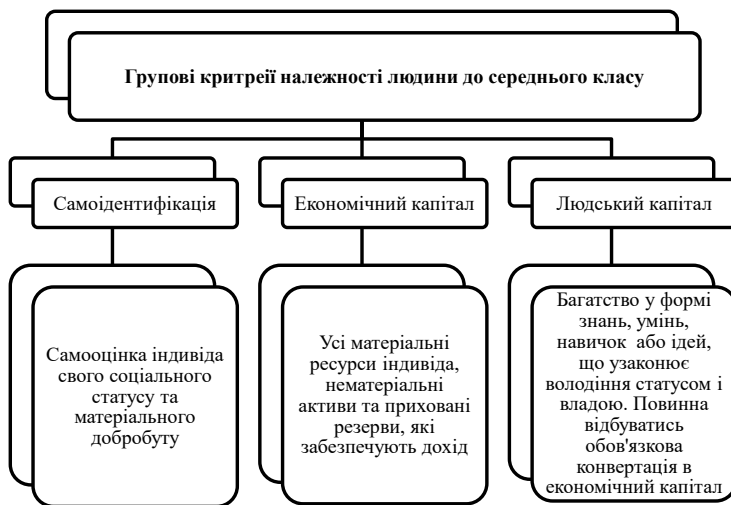 Групові критреії належності людини до середнього класу
Самоідентифікація
Економічний капітал
Людський капітал
Самооцінка індивіда
свого соціального
статусу та
матеріального
добробуту
Усі матеріальні
ресурси індивіда,
нематеріальні
активи та приховані
резерви, які
забезпечують дохід
Багатство у формі
знань, умінь,
навичок або ідей,
що узаконює
володіння статусом і
владою. Повинна
відбуватись
обов'язкова
конвертація в
економічний капітал